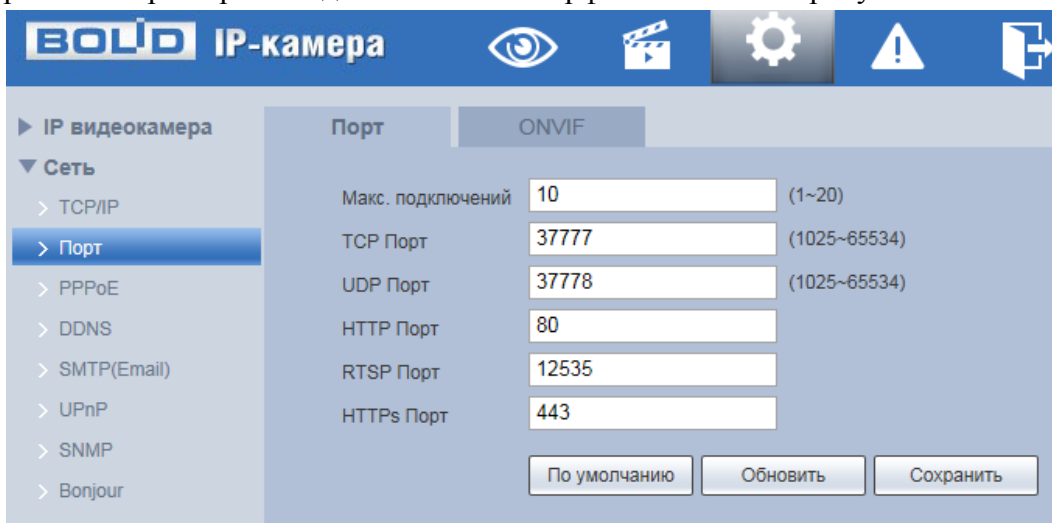 BOLID IP-камера
IP видеокамера
Сеть
TCP/IP
Порт
PPPoE
DDNS
SMTP(Email)
UPnP
SNMP
Bonjour
Порт ONVIF
Макс. подключений 10 (1~20)
TCP Порт 37777 (1025~65534)
UDP Порт 37778 (1025~65534)
HTTP Порт 80
RTSP Порт 12535
HTTPs Порт 443
По умолчанию Обновить Сохранить